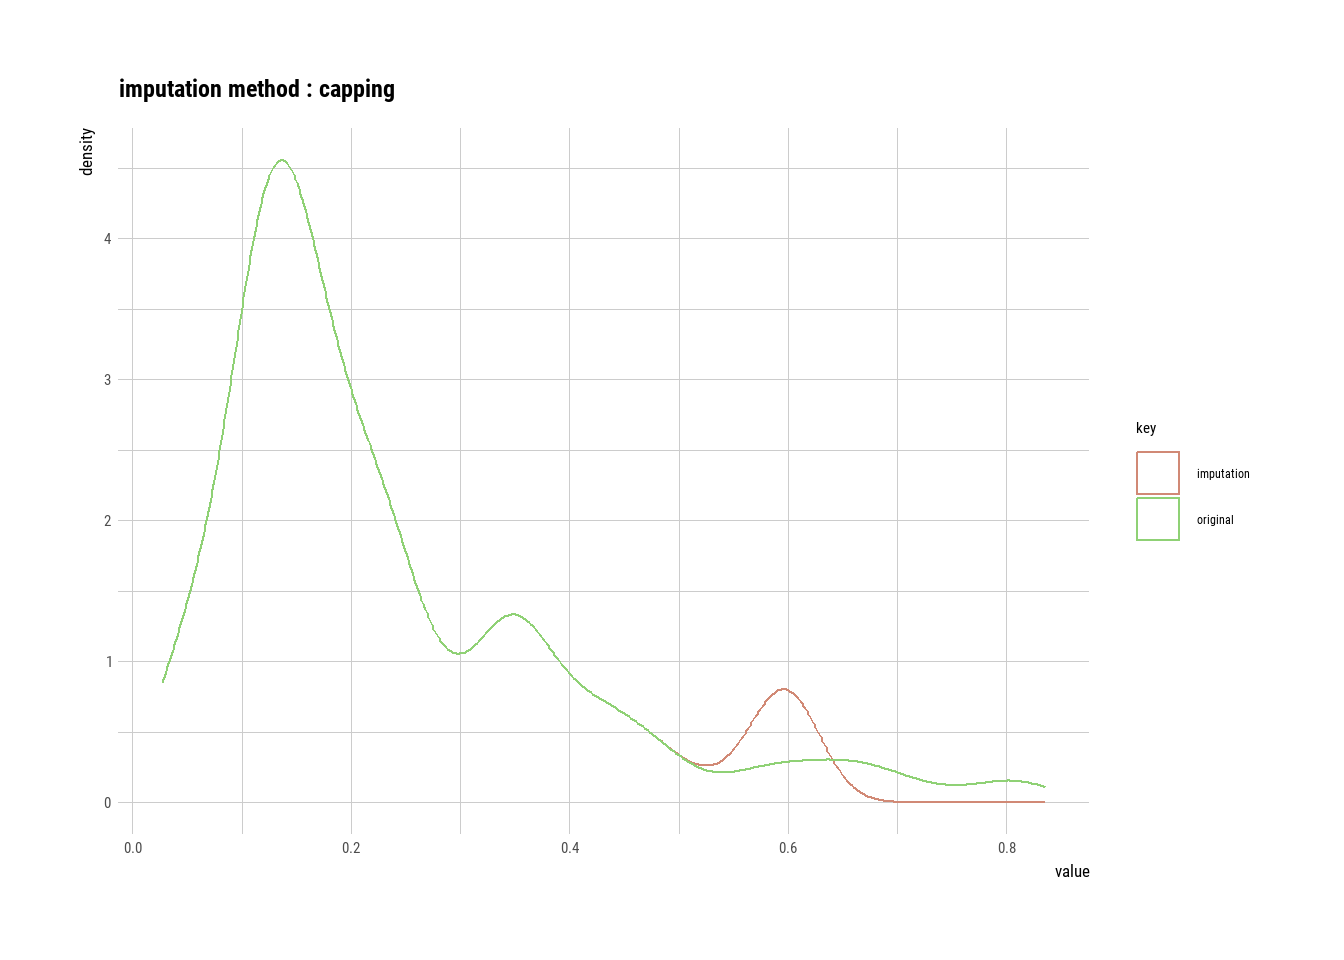 imputation method : capping
density
4
3
2
1
0
0.0 0.2 0.4 0.6 0.8
value
key
imputation
original